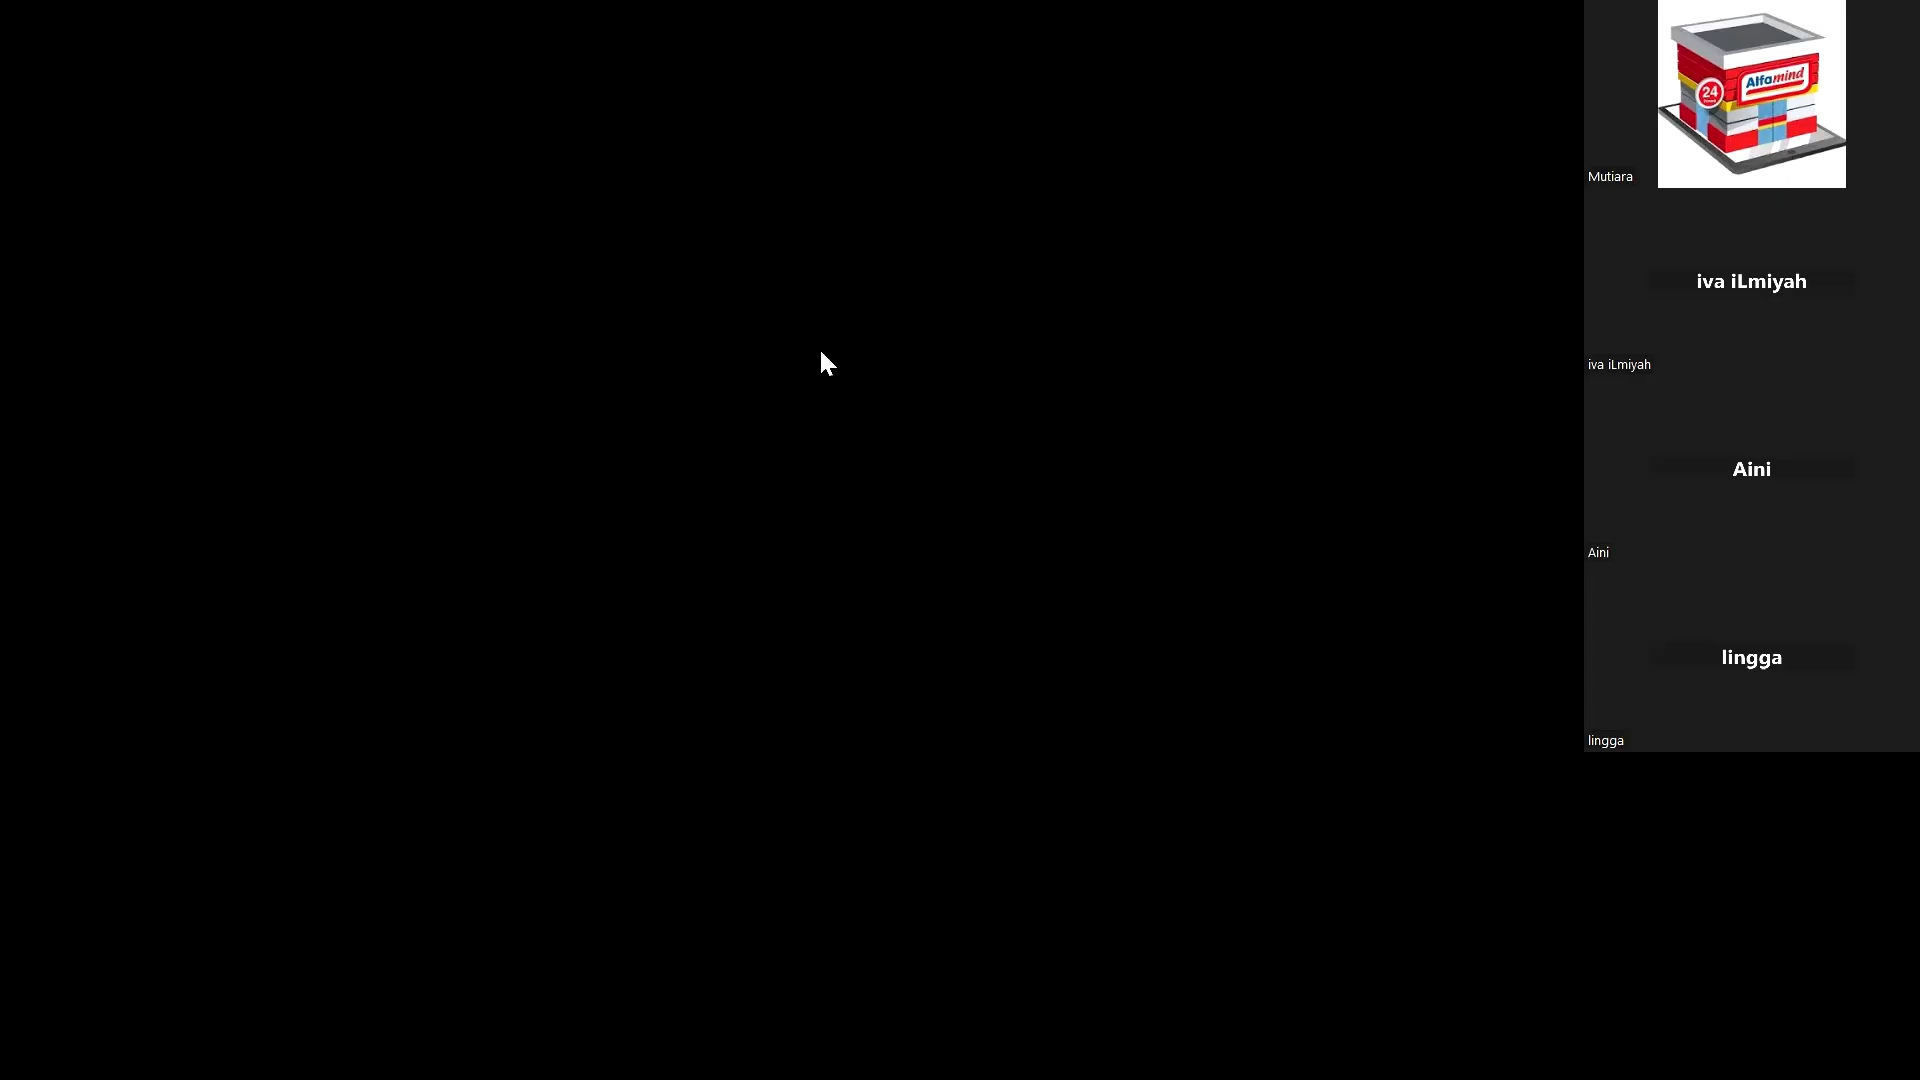 Alfamind
24
Mutiara
iva iLmiyah
iva iLmiyah
Aini
Aini
lingga
lingga